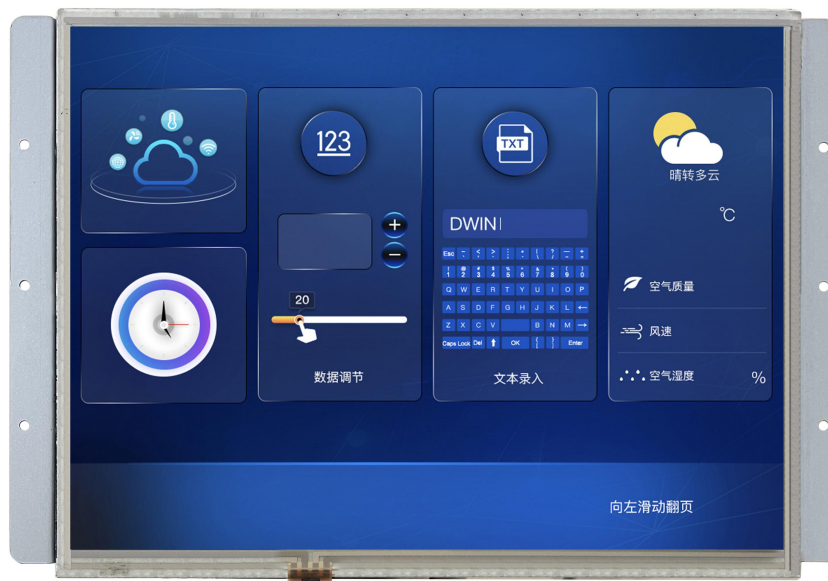 123
20
数据调节
TXT
DWIN
Esc
Q W E R T Y U I O P
A S D F G H J K L ←
Z X C V B N M →
Caps Lock Del OK Enter
文本录入
晴转多云
℃
空气质量
风速
空气湿度 %
向左滑动翻页